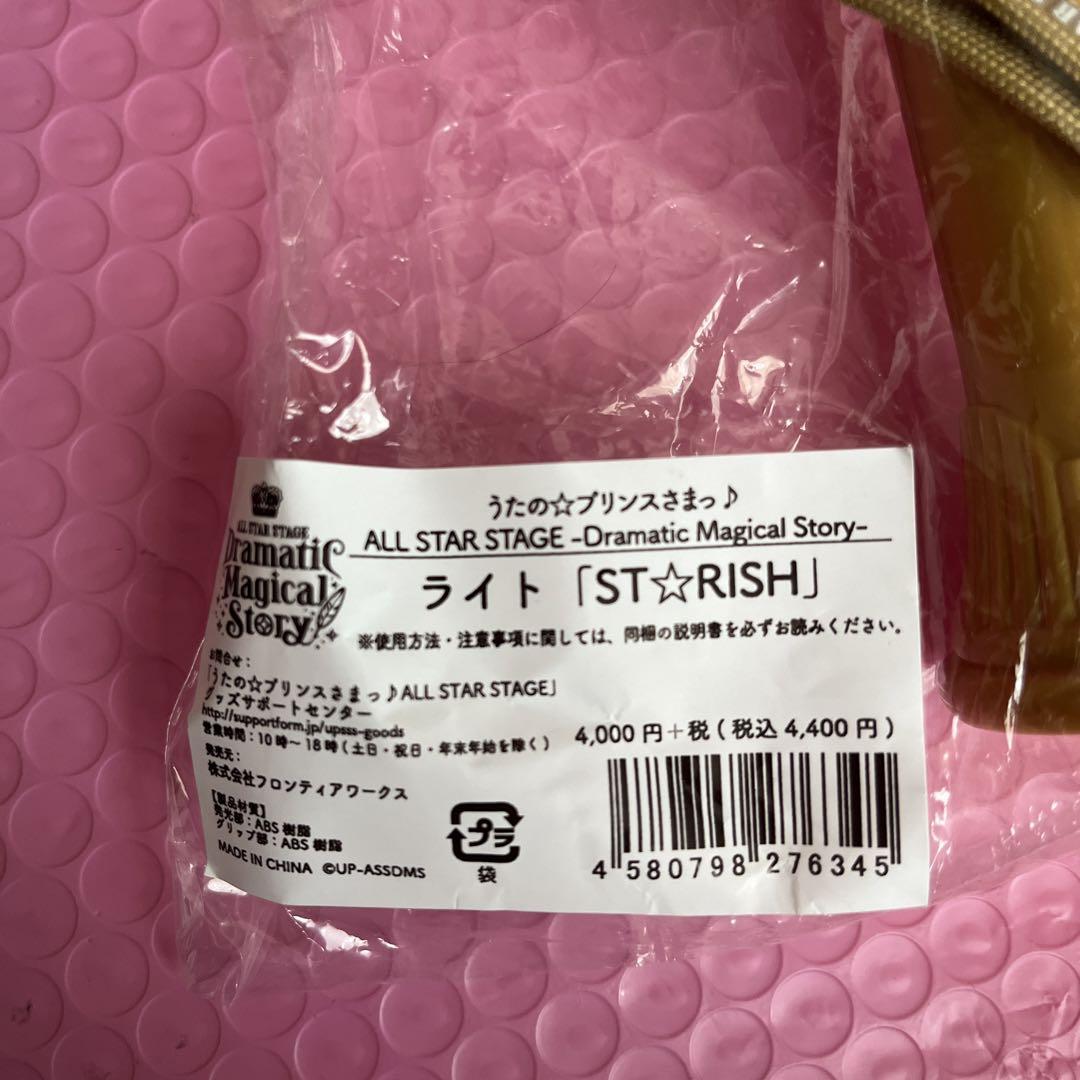 ALL STAR STAGE
Dramatic
Magical
Story
うたの☆プリンスさまっ♪
ALL STAR STAGE -Dramatic Magical Story-
ライト「ST☆RISH」
※使用方法・注意事項に関しては、同梱の説明書を必ずお読みください。
お問合せ：
「うたの☆プリンスさまっ♪ALL STAR STAGE」
グッズサポートセンター
http://supportform.jp/upsss-goods
営業時間：10時～18時(土日・祝日・年末年始を除く)
4,000円+税(税込4,400円)
発売元：
株式会社フロンティアワークス
【製品材質】
発光部：ABS樹脂
グリップ部：ABS樹脂
MADE IN CHINA ©UP-ASSDMS
プラ
袋
4 580798 276345